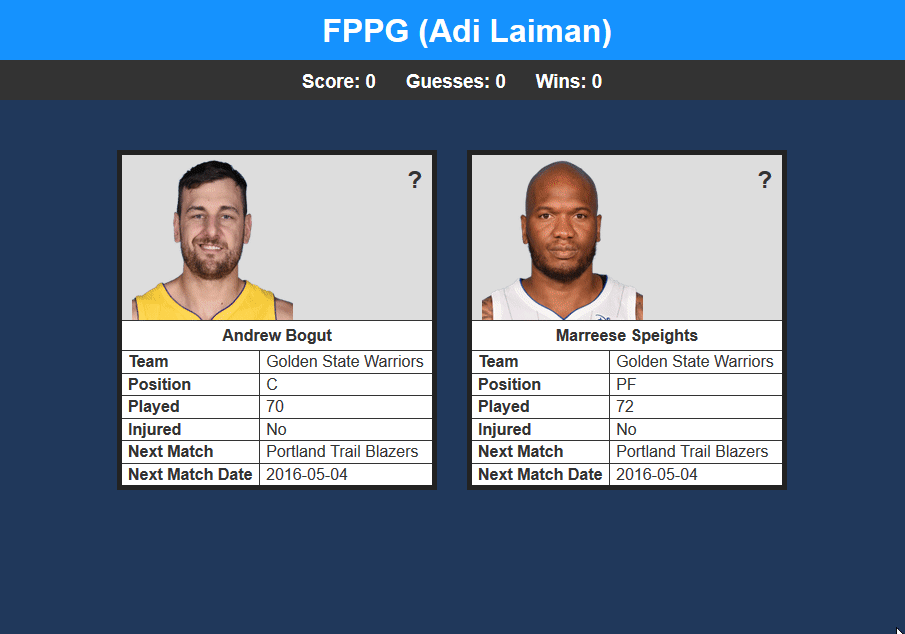 FPPG (Adi Laiman)
Score: 0 Guesses: 0 Wins: 0
? ?
Andrew Bogut Marreese Speights
Team Golden State Warriors Team Golden State Warriors
Position C Position PF
Played 70 Played 72
Injured No Injured No
Next Match Portland Trail Blazers Next Match Portland Trail Blazers
Next Match Date 2016-05-04 Next Match Date 2016-05-04